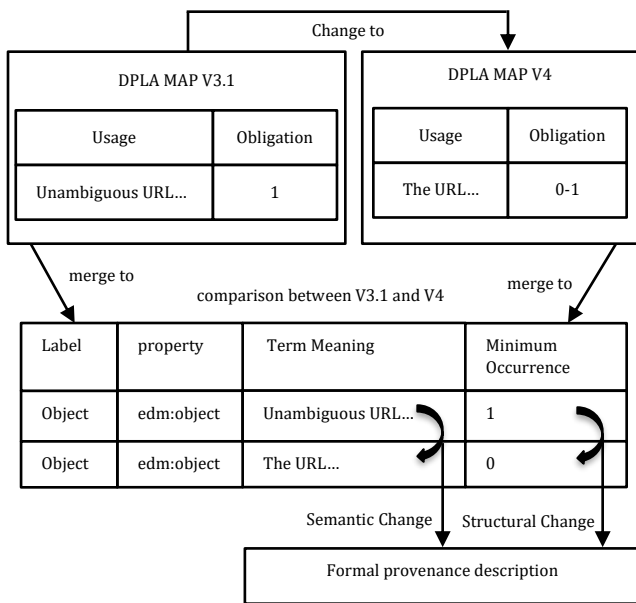 Change to
DPLA MAP V3.1
Usage Obligation
Unambiguous URL... 1
DPLA MAP V4
Usage Obligation
The URL... 0-1
merge to
merge to
comparison between V3.1 and V4
Label property Term Meaning Minimum
Occurrence
Object edm:object Unambiguous URL... 1
Object edm:object The URL... 0
Semantic Change Structural Change
Formal provenance description